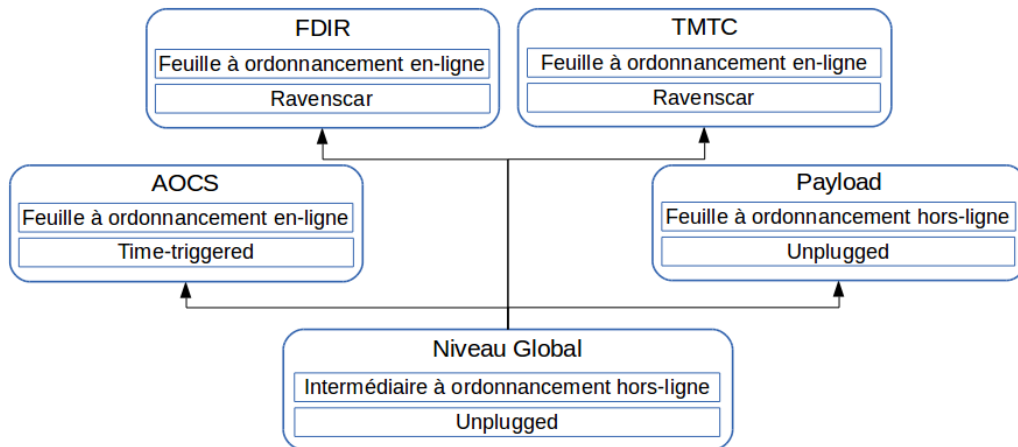 FDIR
Feuille à ordonnancement en-ligne
Ravenscar
TMTC
Feuille à ordonnancement en-ligne
Ravenscar
AOCS
Feuille à ordonnancement en-ligne
Time-triggered
Payload
Feuille à ordonnancement hors-ligne
Unplugged
Niveau Global
Intermédiaire à ordonnancement hors-ligne
Unplugged